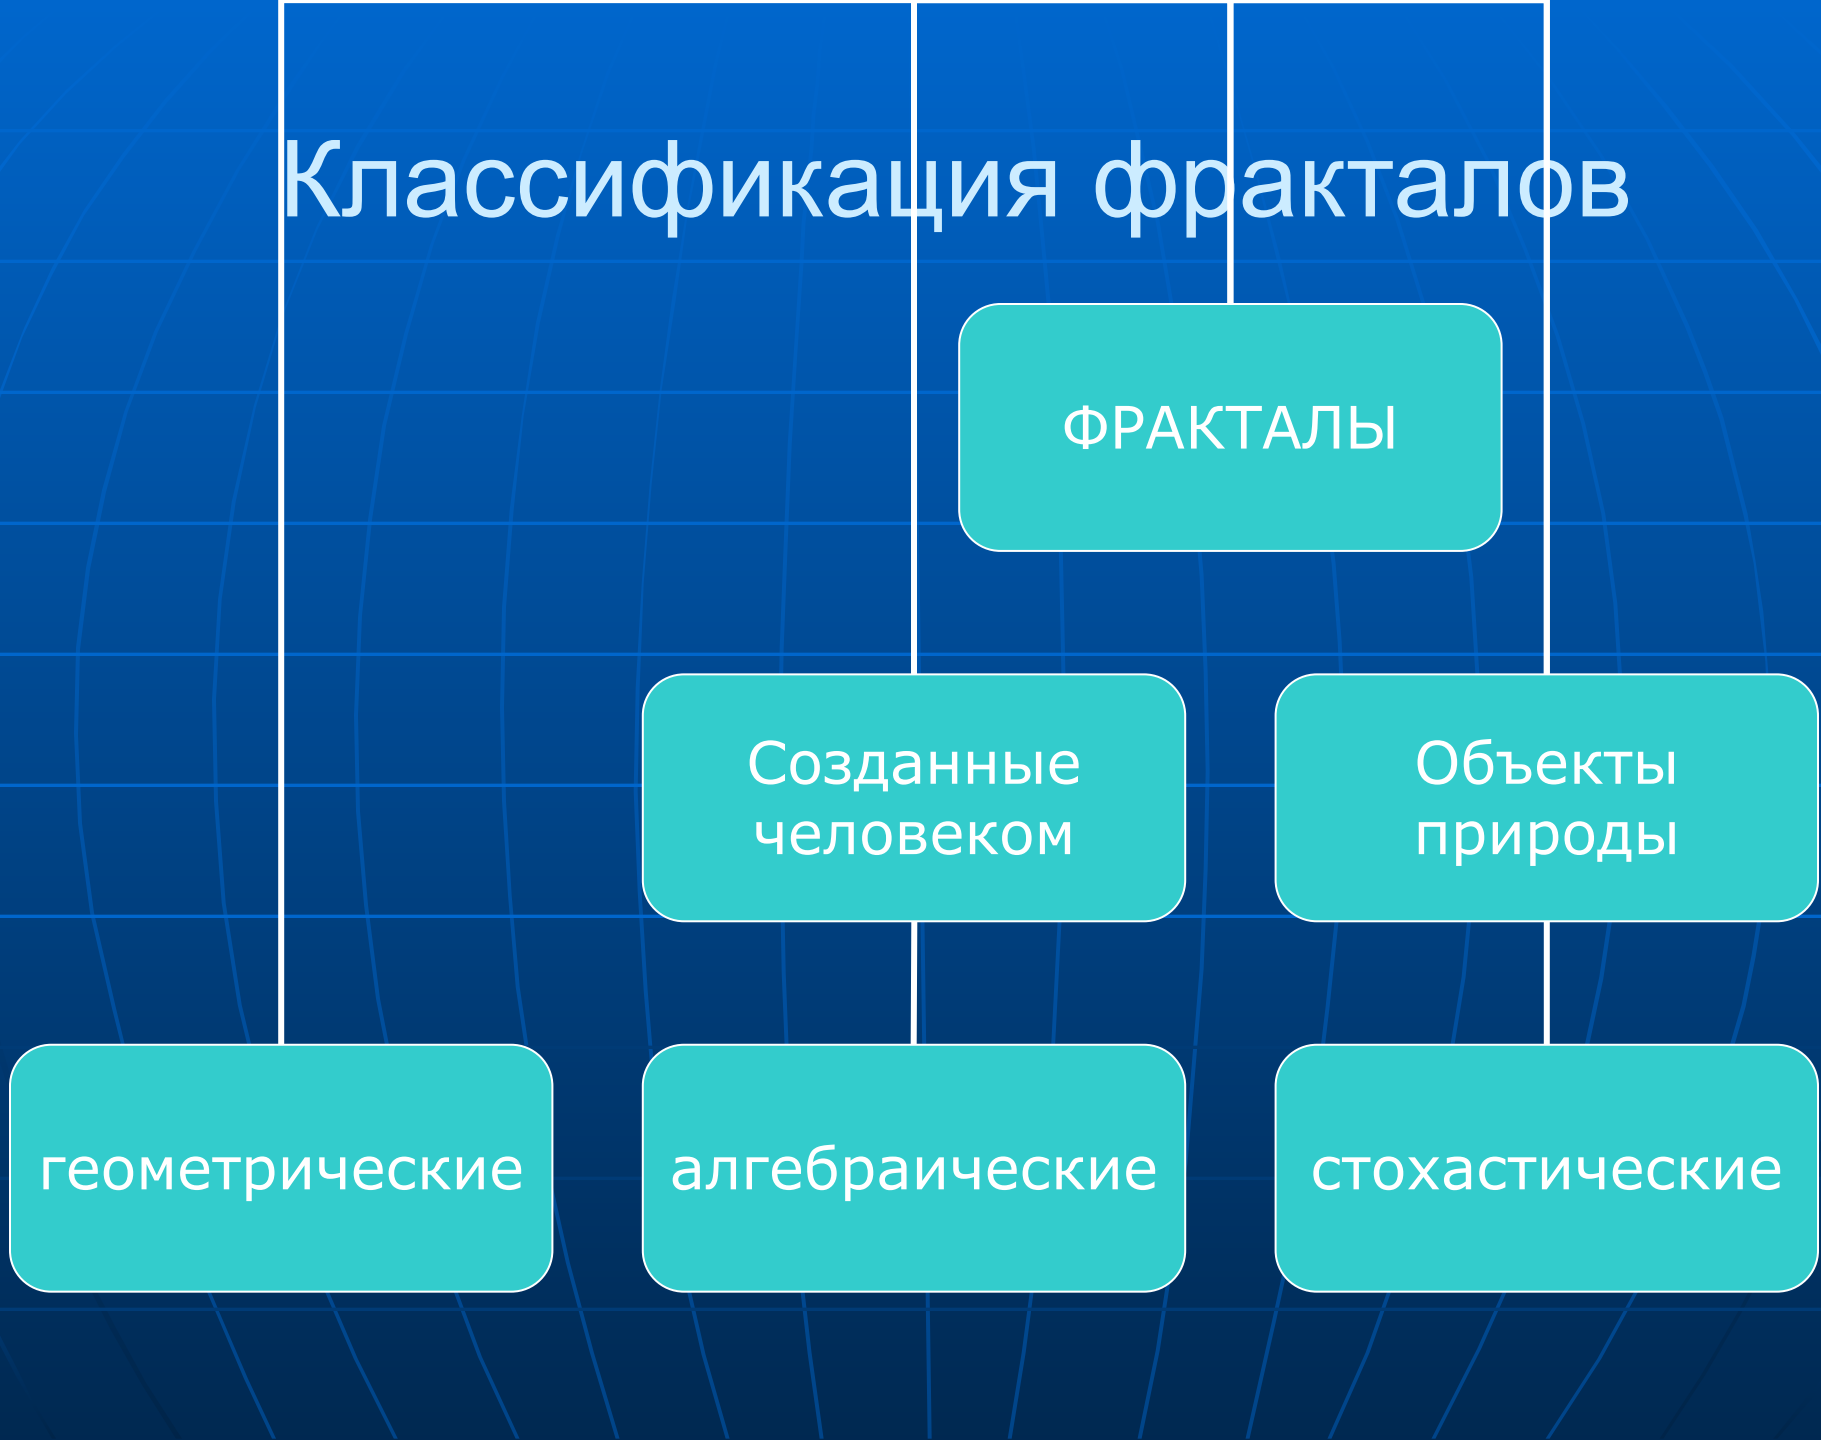 Классификация фракталов
ФРАКТАЛЫ
Созданные
человеком
Объекты
природы
геометрические
алгебраические
стохастические